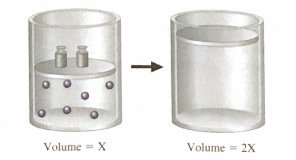 Volume = X
Volume = 2X